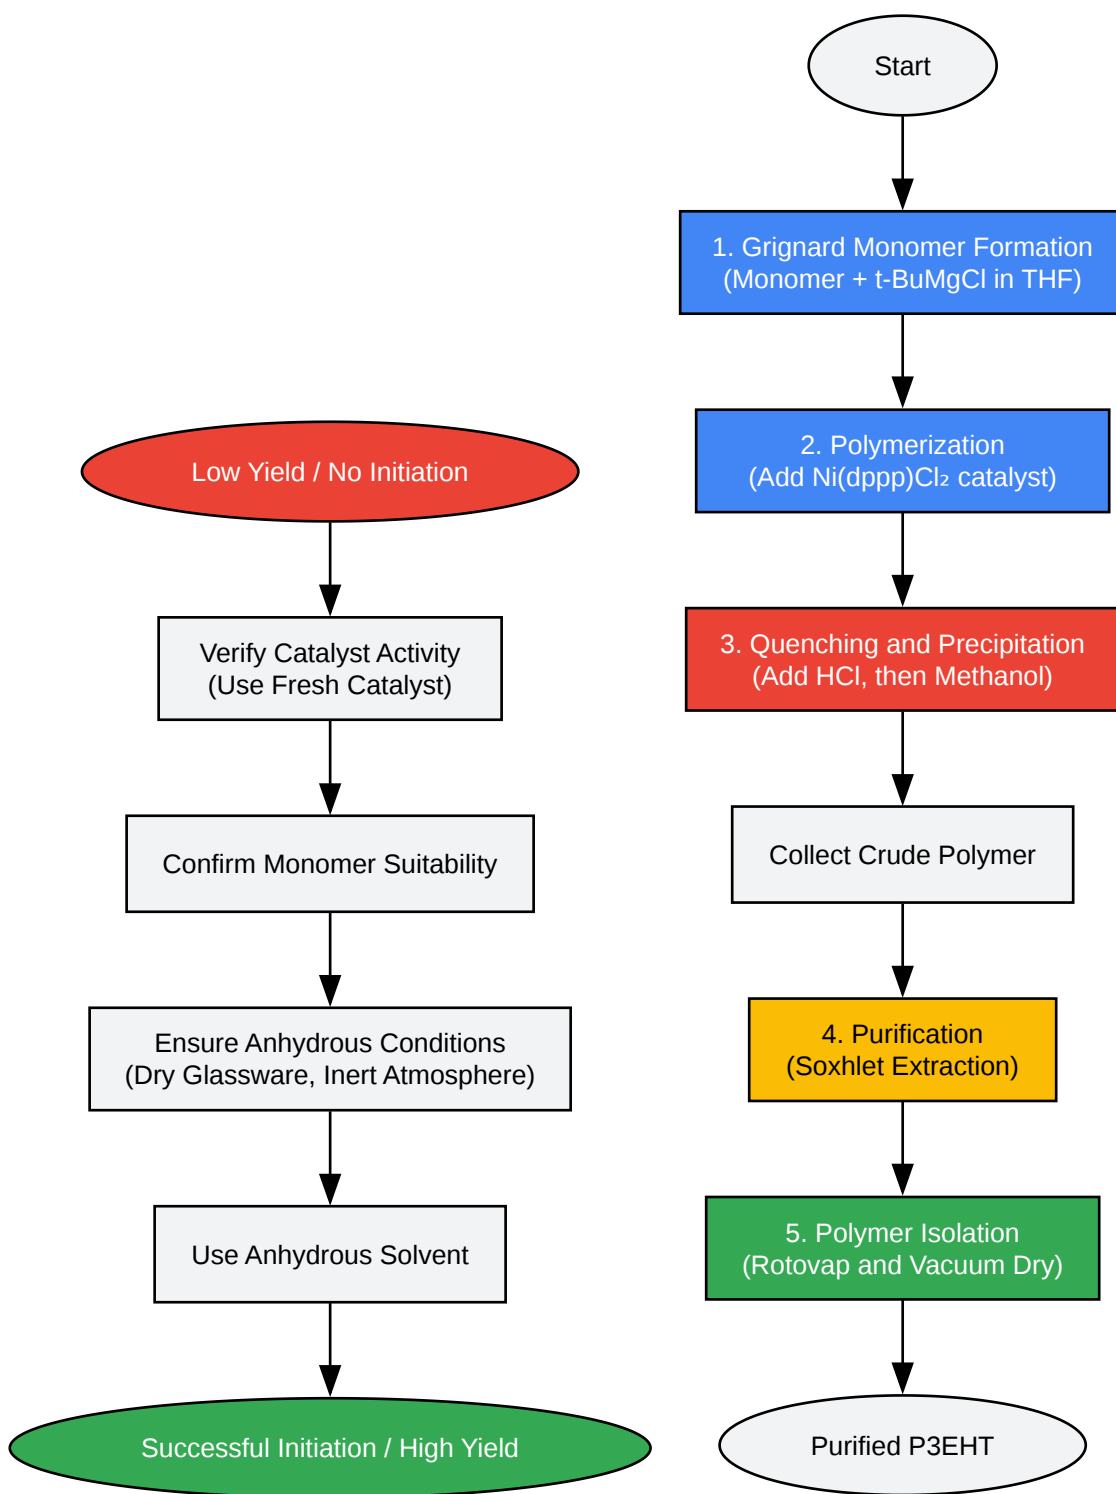 Start
1. Grignard Monomer Formation
(Monomer + t-BuMgCl in THF)
2. Polymerization
(Add Ni(dppp)Cl₂ catalyst)
3. Quenching and Precipitation
(Add HCl, then Methanol)
Collect Crude Polymer
4. Purification
(Soxhlet Extraction)
5. Polymer Isolation
(Rotovap and Vacuum Dry)
Purified P3EHT
Low Yield / No Initiation
Verify Catalyst Activity
(Use Fresh Catalyst)
Confirm Monomer Suitability
Ensure Anhydrous Conditions
(Dry Glassware, Inert Atmosphere)
Use Anhydrous Solvent
Successful Initiation / High Yield